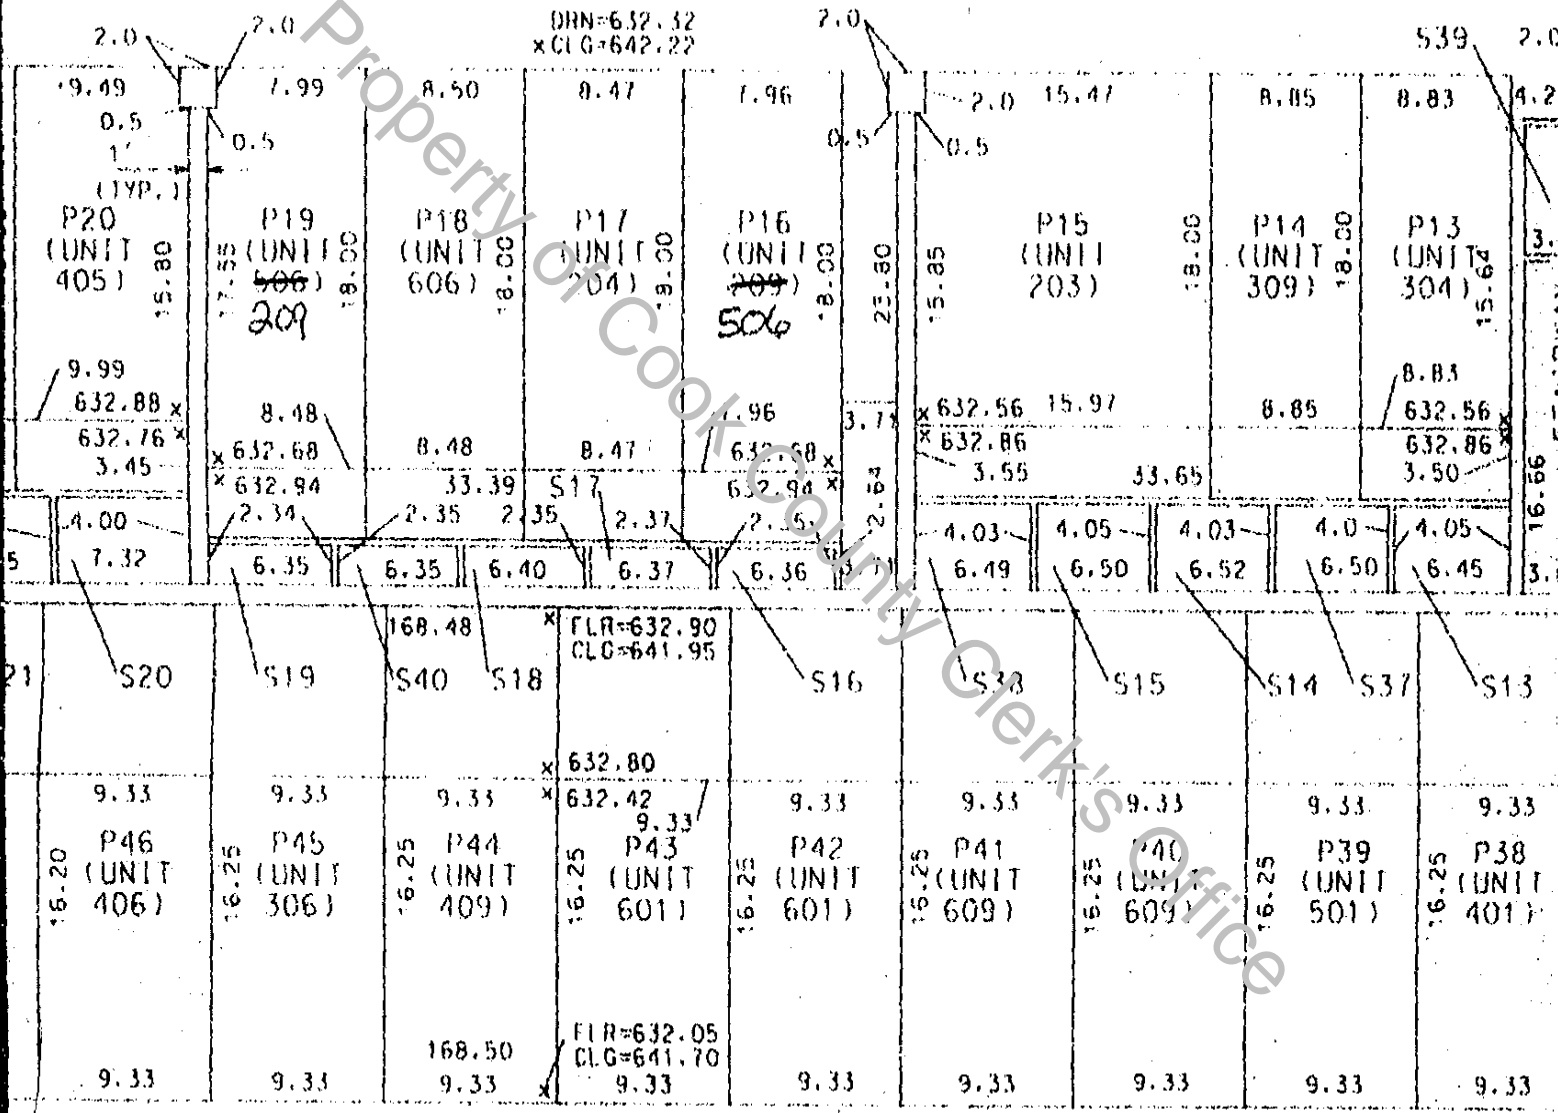 2.0
2.0
DRN=632.32
x CLG=642.22
2.0
S39
2.0
9.49
7.99
8.50
8.47
7.96
2.0
15.47
8.85
8.83
0.5
0.5
0.5
0.5
1'
(TYP.)
P20
(UNIT
405)
15.80
P19
(UNIT
506)
209
17.55
18.00
P18
(UNIT
606)
18.00
P17
(UNIT
204)
18.00
P16
(UNIT
209)
506
18.00
23.80
15.85
P15
(UNIT
203)
18.00
P14
(UNIT
309)
18.00
P13
(UNIT
304)
15.64
9.99
632.88 x
632.76 x
3.45
8.48
x 632.68
x 632.94
8.48
33.39
8.47
S17
7.96
632.68 x
632.94 x
3.71
2.64
x 632.56
x 632.86
3.55
15.97
33.65
8.85
8.83
632.56
632.86
3.50
16.66
4.00
2.34
2.35
2.35
2.37
2.35
4.03
4.05
4.03
4.0
4.05
5
7.32
6.35
6.35
6.40
6.37
6.36
6.49
6.50
6.52
6.50
6.45
168.48
x FLR=632.90
CLG=641.95
21
S20
S19
S40
S18
S16
S38
S15
S14
S37
S13
x 632.80
x 632.42
9.33
9.33
9.33
9.33
9.33
9.33
9.33
9.33
9.33
16.20
P46
(UNIT
406)
16.25
P45
(UNIT
306)
16.25
P44
(UNIT
409)
16.25
P43
(UNIT
601)
16.25
P42
(UNIT
601)
16.25
P41
(UNIT
609)
16.25
P40
(UNIT
609)
16.25
P39
(UNIT
501)
16.25
P38
(UNIT
401)
168.50
FLR=632.05
CLG=641.70
x
9.33
9.33
9.33
9.33
9.33
9.33
9.33
9.33
9.33
Property of Cook County Clerk's Office